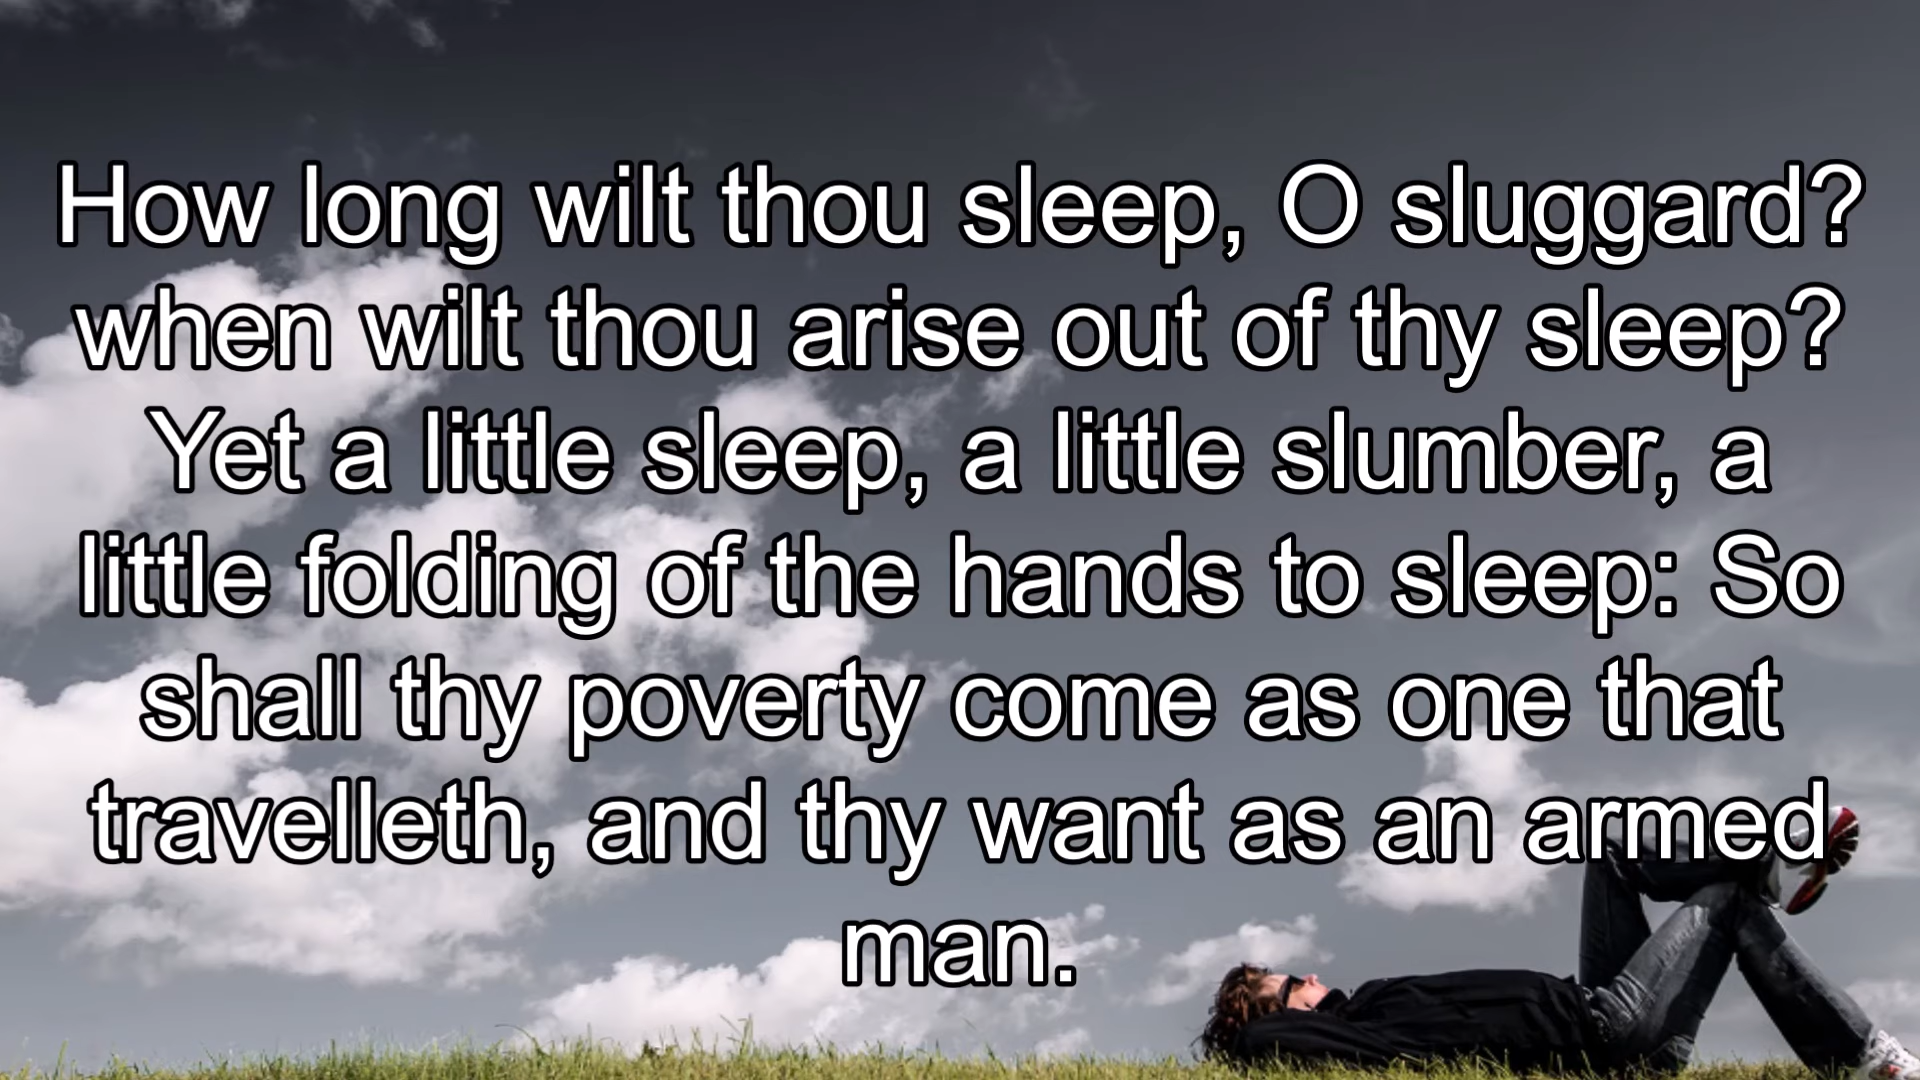 How long wilt thou sleep, O sluggard?
when wilt thou arise out of thy sleep?
Yet a little sleep, a little slumber, a
little folding of the hands to sleep: So
shall thy poverty come as one that
travelleth, and thy want as an armed
man.